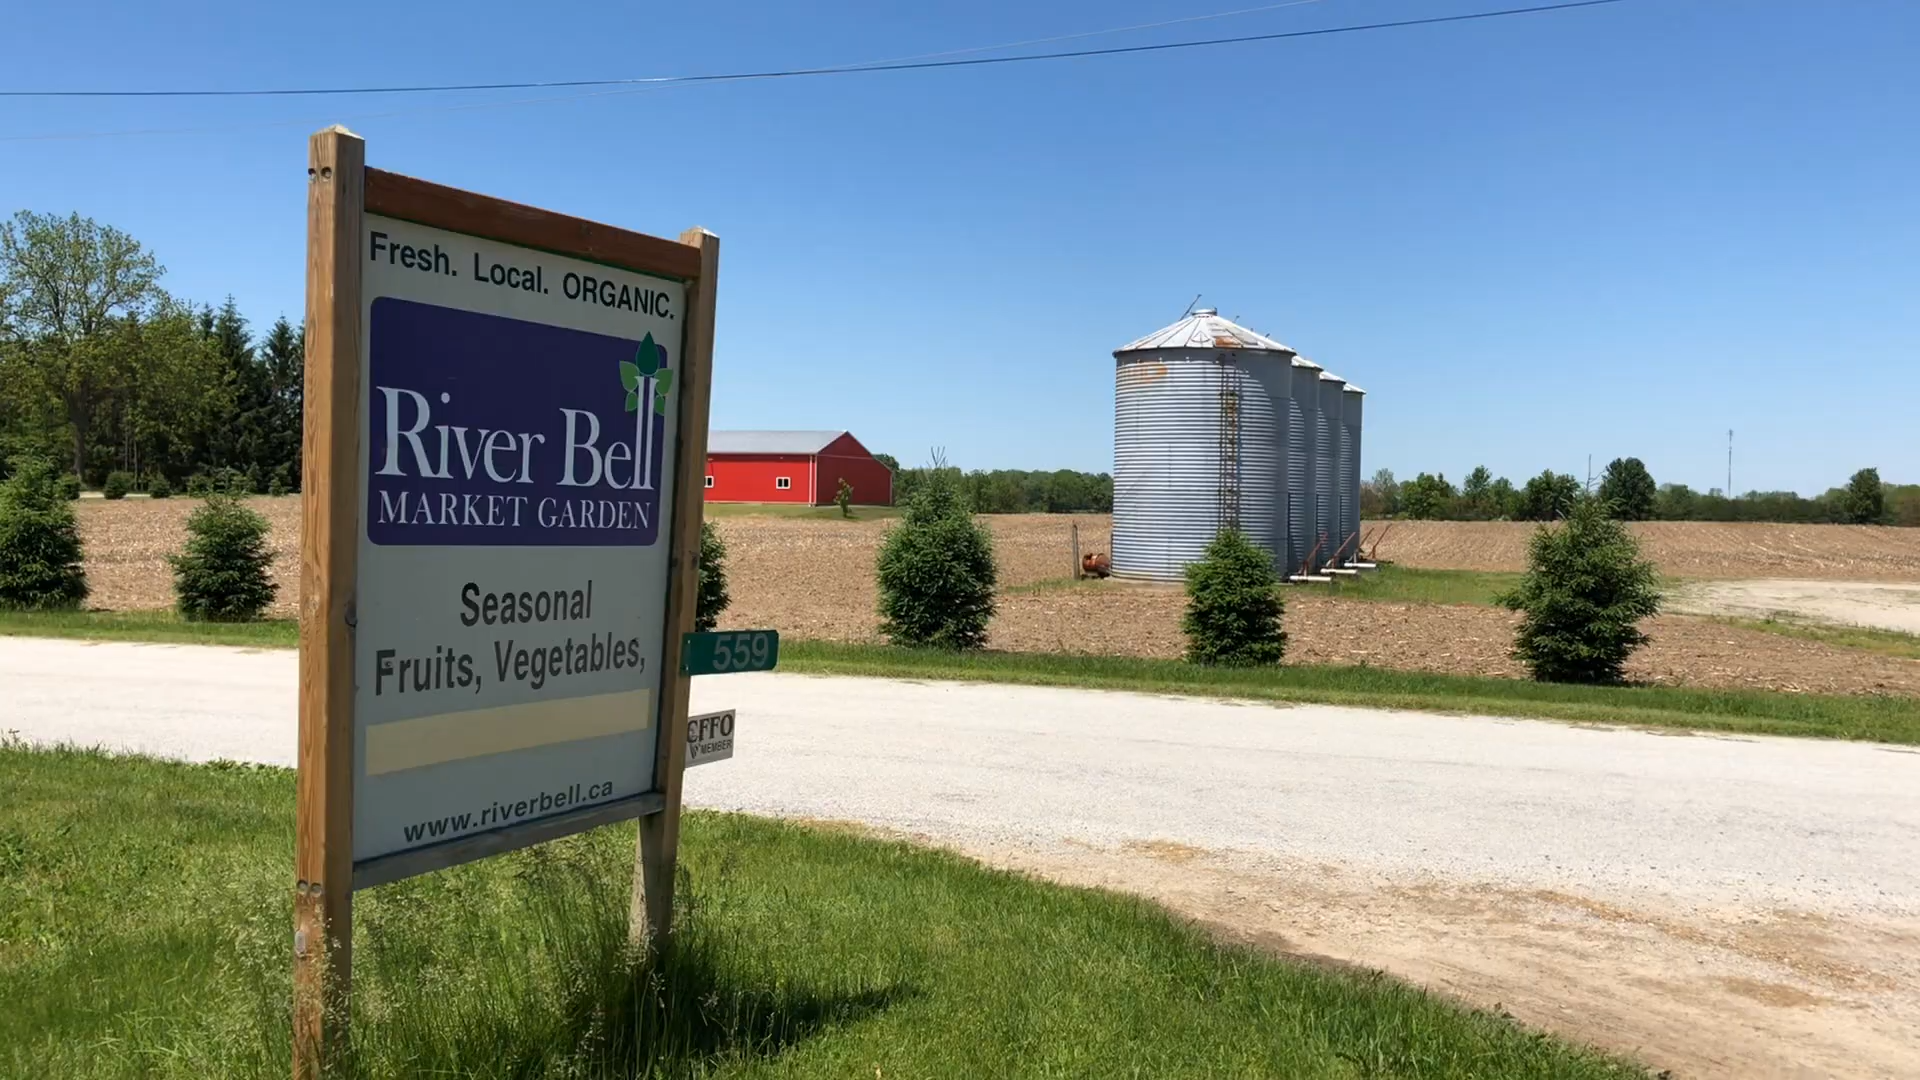 Fresh. Local. ORGANIC.
River Bell
MARKET GARDEN
Seasonal
Fruits, Vegetables,
www.riverbell.ca
559
CFFO
MEMBER